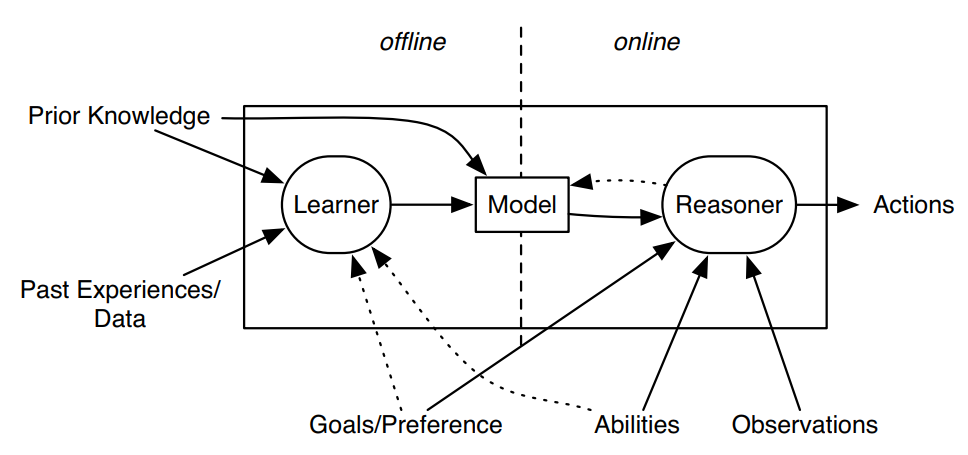 offline
online
Prior Knowledge
Learner
Model
Reasoner
Actions
Past Experiences/
Data
Goals/Preference
Abilities
Observations